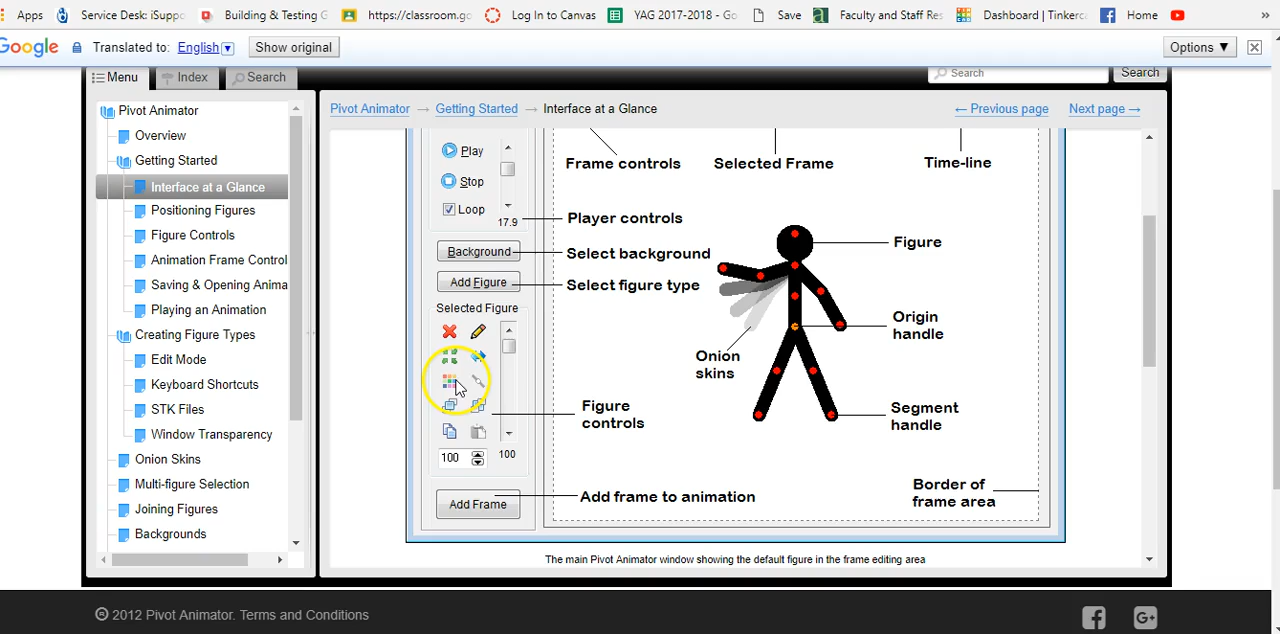 Apps
Service Desk: iSuppo
Building & Testing G
https://classroom.go
Log In to Canvas
YAG 2017-2018 - Go
Save
Faculty and Staff Res
Dashboard | Tinkerca
Home
»
Google
Translated to: English
Show original
Options ▼
Menu
Index
Search
Search
Search
Pivot Animator
Overview
Getting Started
Interface at a Glance
Positioning Figures
Figure Controls
Animation Frame Control
Saving & Opening Anima
Playing an Animation
Creating Figure Types
Edit Mode
Keyboard Shortcuts
STK Files
Window Transparency
Onion Skins
Multi-figure Selection
Joining Figures
Backgrounds
Pivot Animator → Getting Started → Interface at a Glance
← Previous page
Next page →
Play
Stop
Loop
17.9
Background
Add Figure
Selected Figure
100
100
Add Frame
Frame controls
Selected Frame
Time-line
Player controls
Select background
Select figure type
Figure
Origin
handle
Onion
skins
Figure
controls
Segment
handle
Add frame to animation
Border of
frame area
The main Pivot Animator window showing the default figure in the frame editing area
® 2012 Pivot Animator. Terms and Conditions
G+